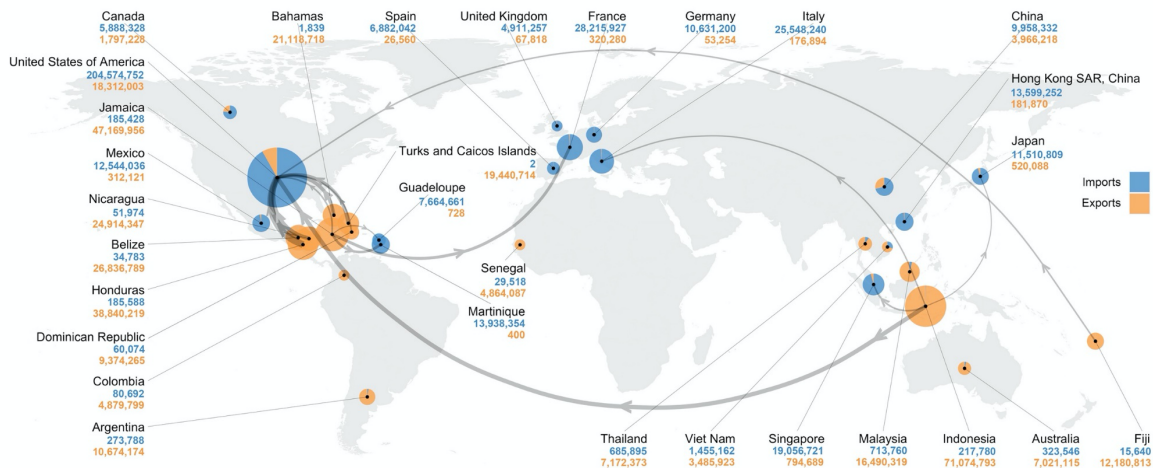 Canada
5,888,328
1,797,228
Bahamas
1,839
21,118,718
Spain
6,882,042
26,560
United Kingdom
4,911,257
67,818
France
28,215,927
320,280
Germany
10,631,200
53,254
Italy
25,548,240
176,894
China
9,958,332
3,966,218
United States of America
204,574,752
18,312,003
Hong Kong SAR, China
13,599,252
181,870
Jamaica
185,428
47,169,956
Japan
11,510,809
520,088
Mexico
12,544,036
312,121
Turks and Caicos Islands
2
19,440,714
Guadeloupe
7,664,661
728
Imports
Exports
Nicaragua
51,974
24,914,347
Belize
34,783
26,836,789
Senegal
29,518
4,864,087
Honduras
185,588
38,840,219
Martinique
13,938,354
400
Dominican Republic
60,074
9,374,265
Colombia
80,692
4,879,799
Argentina
273,788
10,674,174
Thailand
685,895
7,172,373
Viet Nam
1,455,162
3,485,923
Singapore
19,056,721
794,689
Malaysia
713,760
16,490,319
Indonesia
217,780
71,074,793
Australia
323,546
7,021,115
Fiji
15,640
12,180,813